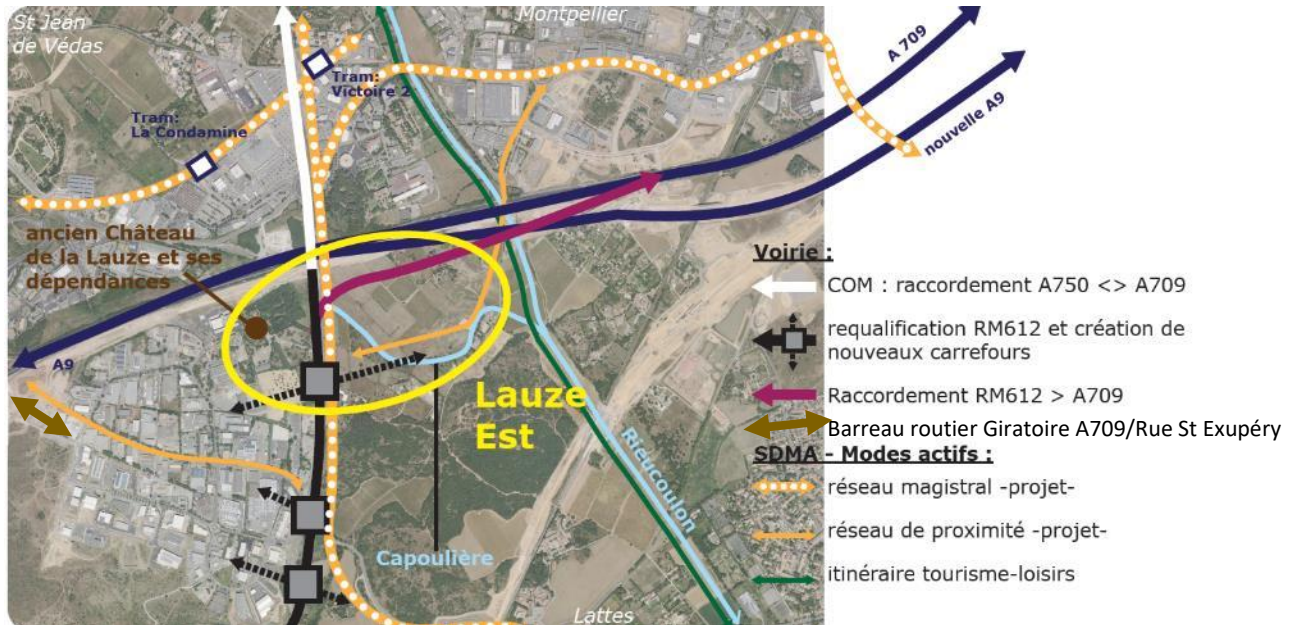 St Jean
de Védas
Montpellier
A 709
nouvelle A9
Tram:
Victoire 2
Tram:
La Condamine
ancien Château
de la Lauze et ses
dépendances
A9
Lauze
Est
Rieucoulon
Capoulière
Lattes
Voirie :
COM : raccordement A750 <> A709
requalification RM612 et création de
nouveaux carrefours
Raccordement RM612 > A709
Barreau routier Giratoire A709/Rue St Exupéry
SDMA - Modes actifs :
réseau magistral -projet-
réseau de proximité -projet-
itinéraire tourisme-loisirs